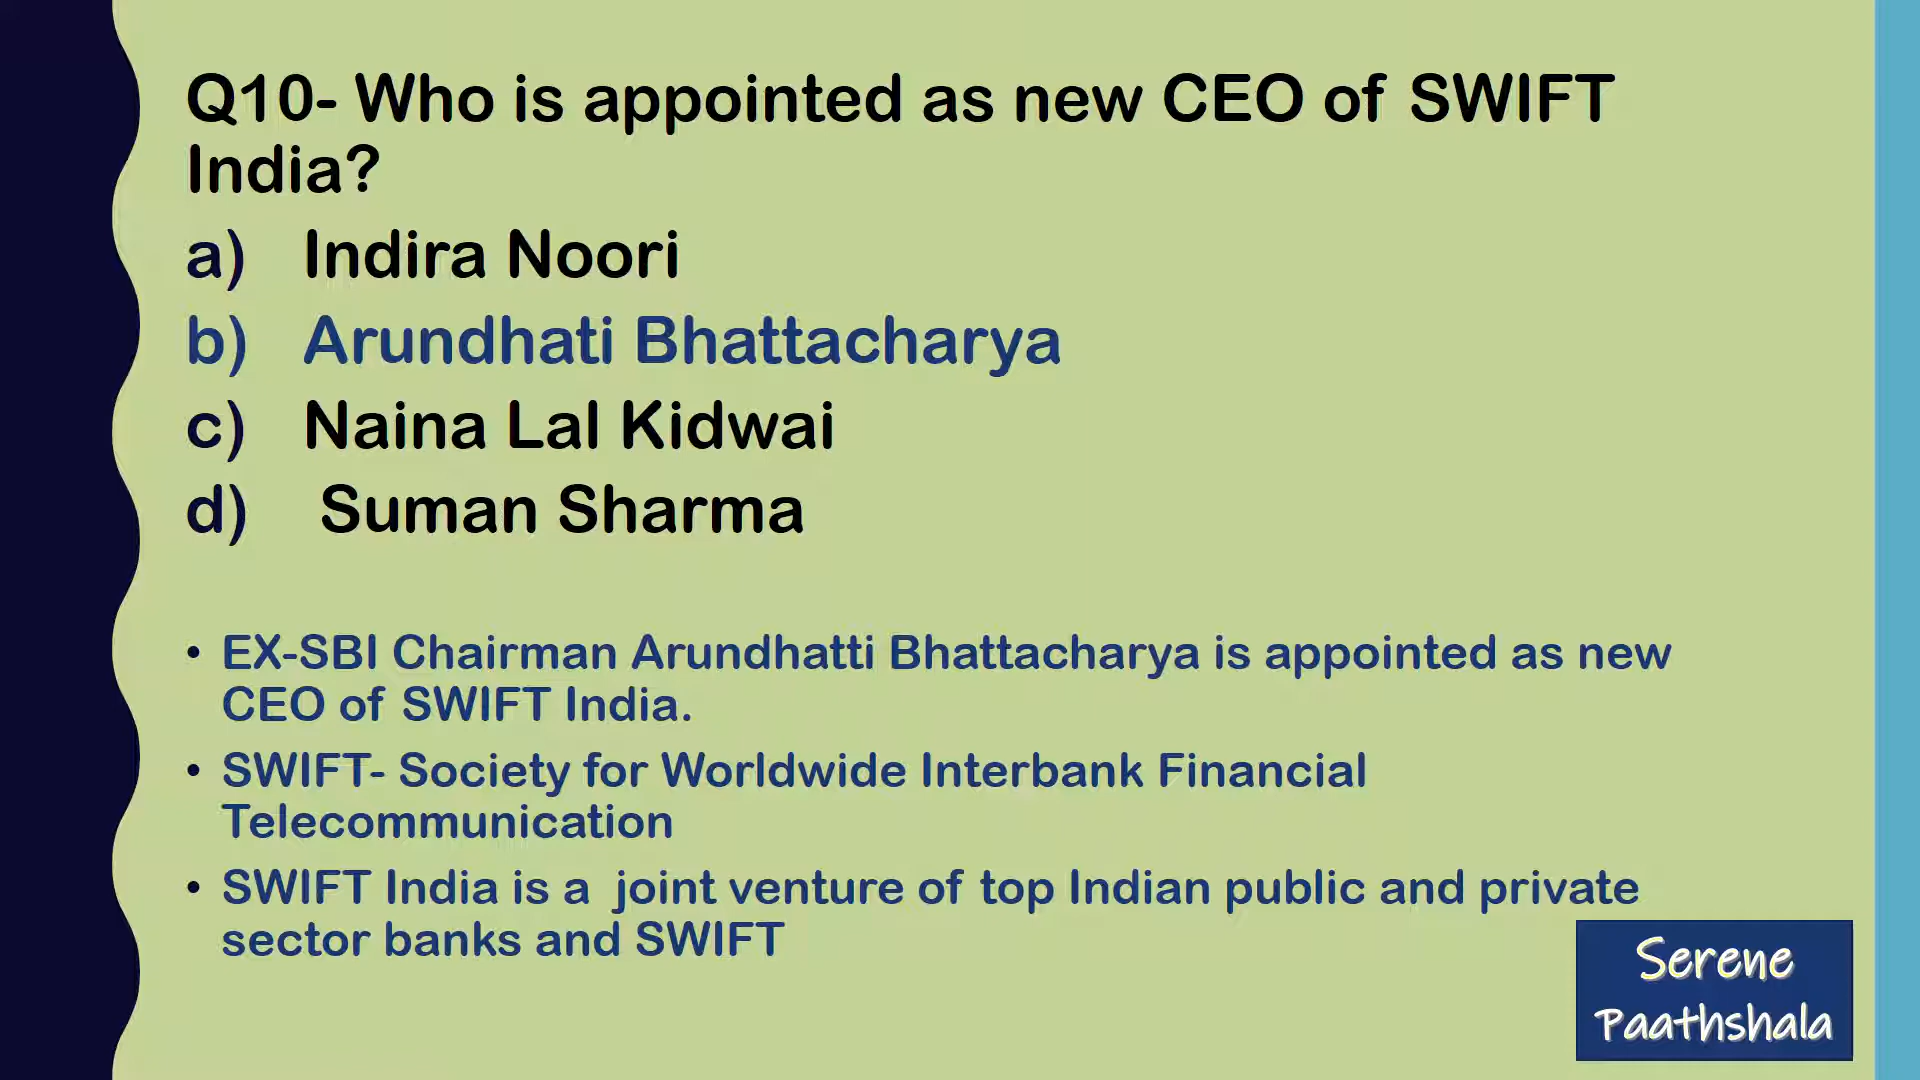 Q10- Who is appointed as new CEO of SWIFT
India?
a) Indira Noori
b) Arundhati Bhattacharya
c) Naina Lal Kidwai
d) Suman Sharma
• EX-SBI Chairman Arundhatti Bhattacharya is appointed as new
CEO of SWIFT India.
• SWIFT- Society for Worldwide Interbank Financial
Telecommunication
• SWIFT India is a joint venture of top Indian public and private
sector banks and SWIFT
Serene
Paathshala